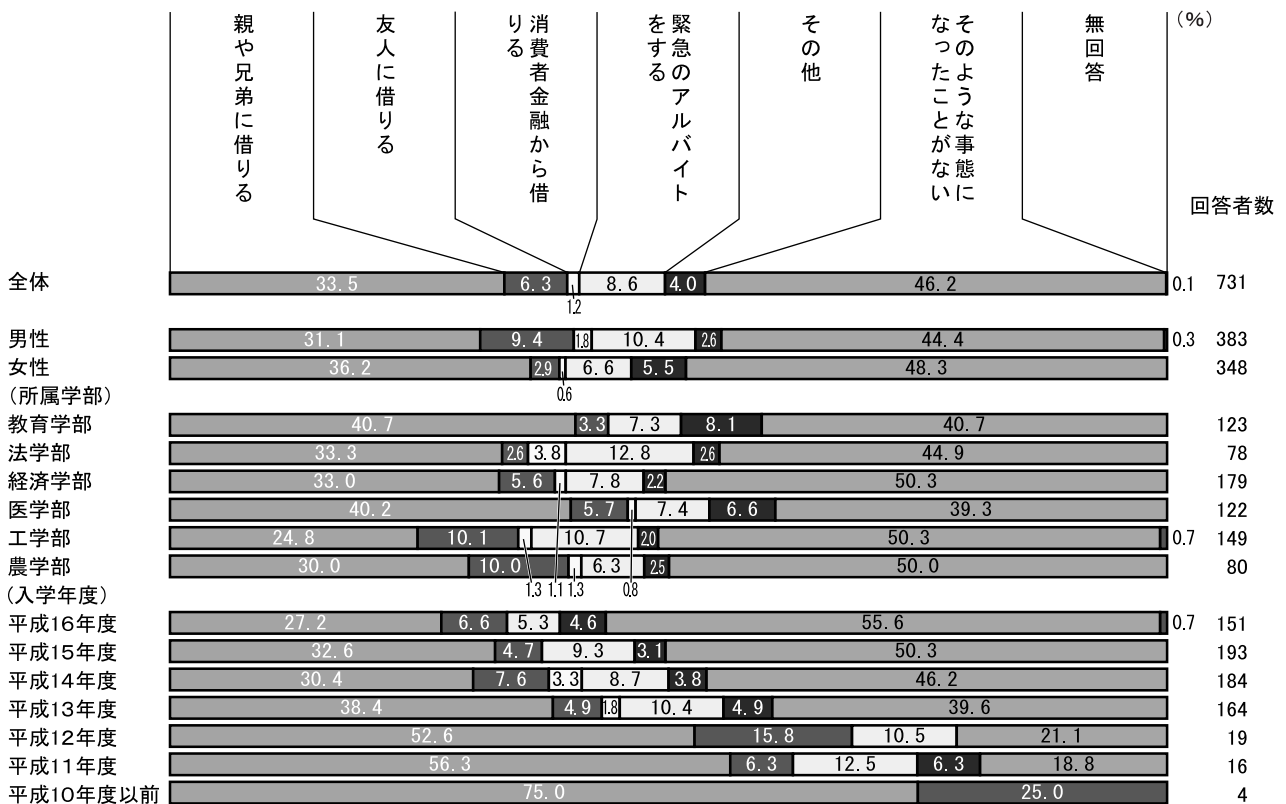 親や兄弟に借りる
友人に借りる
消費者金融から借
りる
緊急のアルバイト
をする
その他
そのような事態に
なったことがない
無回答
(%)
回答者数
全体 33.5 6.3 1.2 8.6 4.0 46.2 0.1 731
男性 31.1 9.4 1.8 10.4 2.6 44.4 0.3 383
女性 36.2 2.9 0.6 6.6 5.5 48.3 348
(所属学部)
教育学部 40.7 3.3 7.3 8.1 40.7 123
法学部 33.3 2.6 3.8 12.8 2.6 44.9 78
経済学部 33.0 5.6 1.1 7.8 2.2 50.3 179
医学部 40.2 5.7 0.8 7.4 6.6 39.3 122
工学部 24.8 10.1 1.3 10.7 2.0 50.3 0.7 149
農学部 30.0 10.0 1.3 6.3 2.5 50.0 80
(入学年度)
平成16年度 27.2 6.6 5.3 4.6 55.6 0.7 151
平成15年度 32.6 4.7 9.3 3.1 50.3 193
平成14年度 30.4 7.6 3.3 8.7 3.8 46.2 184
平成13年度 38.4 4.9 1.8 10.4 4.9 39.6 164
平成12年度 52.6 15.8 10.5 21.1 19
平成11年度 56.3 6.3 12.5 6.3 18.8 16
平成10年度以前 75.0 25.0 4